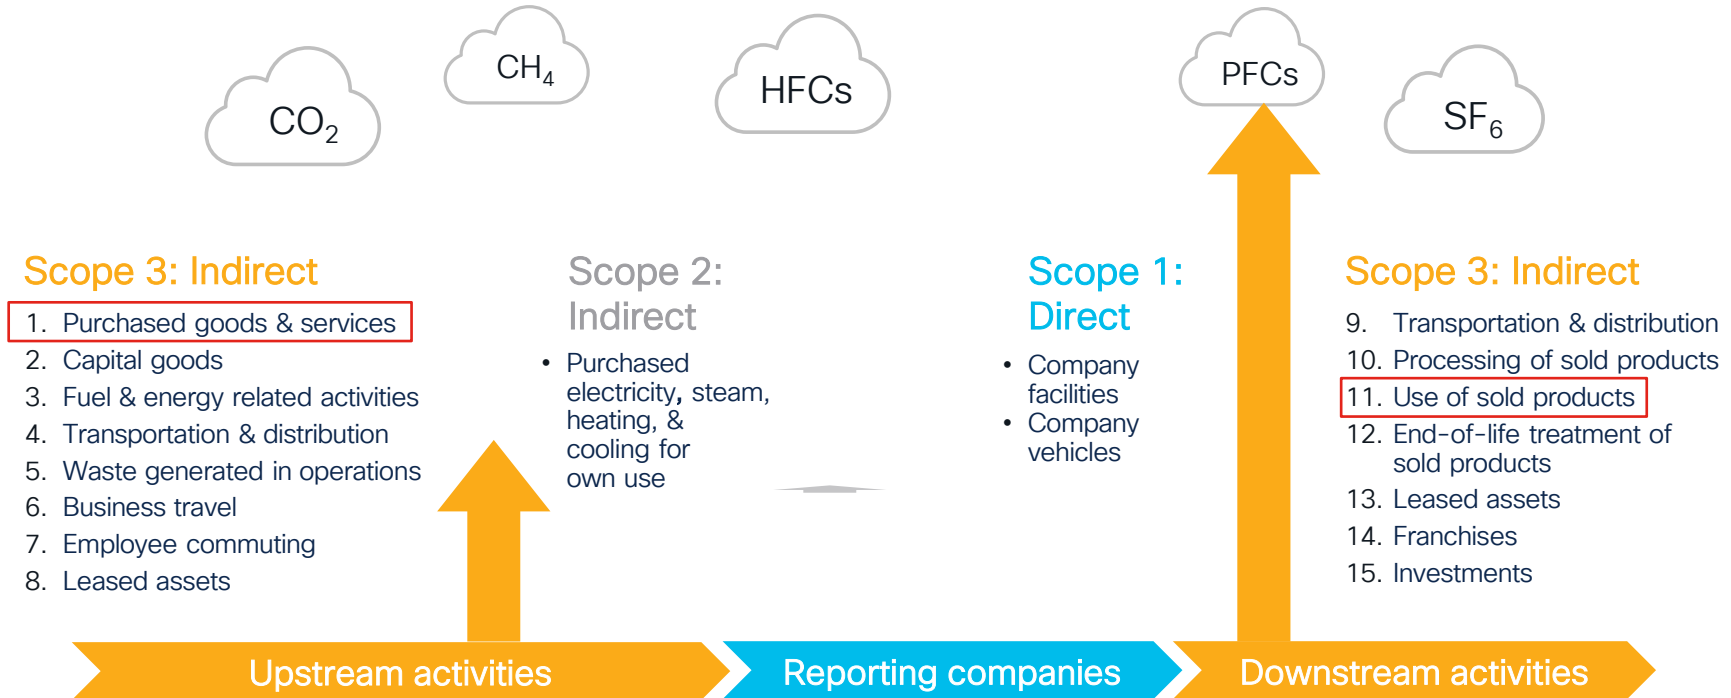 CO₂
CH₄
HFCs
PFCs
SF₆
Scope 3: Indirect
1. Purchased goods & services
2. Capital goods
3. Fuel & energy related activities
4. Transportation & distribution
5. Waste generated in operations
6. Business travel
7. Employee commuting
8. Leased assets
Scope 2:
Indirect
• Purchased
electricity, steam,
heating, &
cooling for
own use
Scope 1:
Direct
• Company
facilities
• Company
vehicles
Scope 3: Indirect
9. Transportation & distribution
10. Processing of sold products
11. Use of sold products
12. End-of-life treatment of
sold products
13. Leased assets
14. Franchises
15. Investments
Upstream activities
Reporting companies
Downstream activities